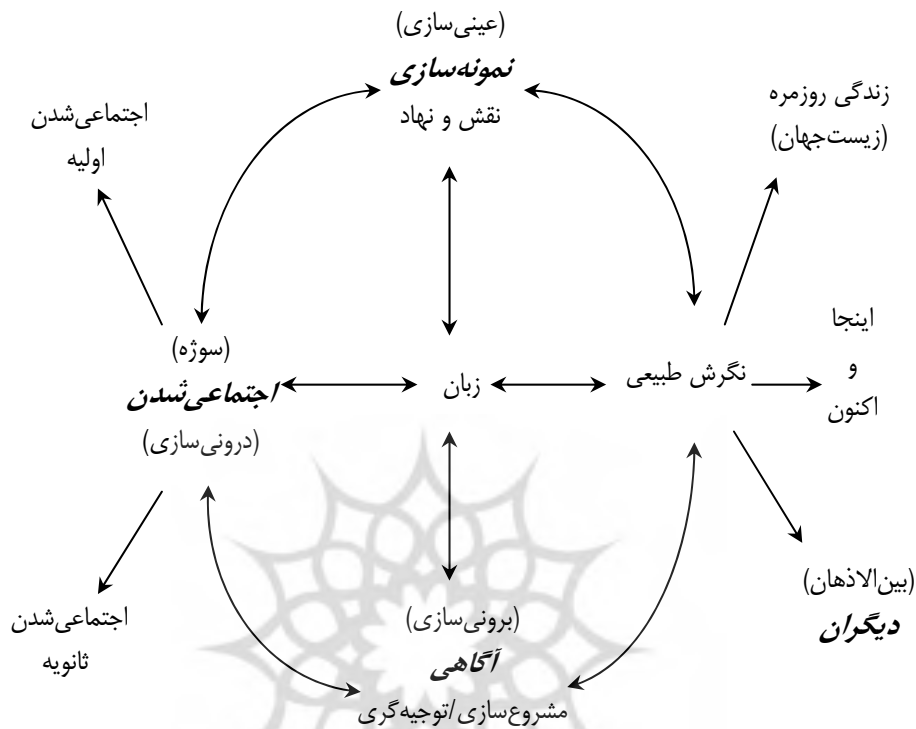 (عینی‌سازی)
نمونه‌سازی
نقش و نهاد
زندگی روزمره
(زیست‌جهان)
اجتماعی‌شدن
اولیه
اینجا
و
اکنون
نگرش طبیعی
زبان
(سوژه)
اجتماعی‌شدن
(درونی‌سازی)
(بین‌الاذهان)
دیگران
(برونی‌سازی)
آگاهی
مشروع‌سازی/توجیه‌گری
اجتماعی‌شدن
ثانویه